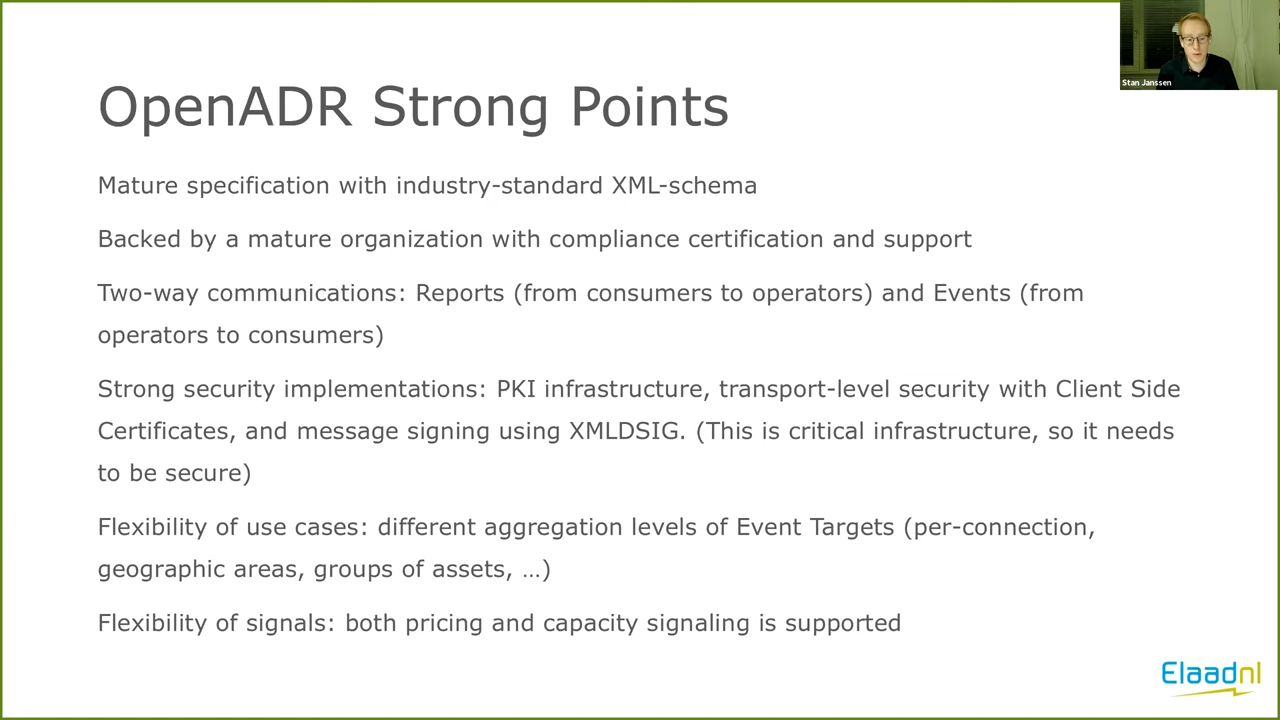 Stan Janssen
OpenADR Strong Points
Mature specification with industry-standard XML-schema
Backed by a mature organization with compliance certification and support
Two-way communications: Reports (from consumers to operators) and Events (from
operators to consumers)
Strong security implementations: PKI infrastructure, transport-level security with Client Side
Certificates, and message signing using XMLDSIG. (This is critical infrastructure, so it needs
to be secure)
Flexibility of use cases: different aggregation levels of Event Targets (per-connection,
geographic areas, groups of assets, …)
Flexibility of signals: both pricing and capacity signaling is supported
Elaadnl